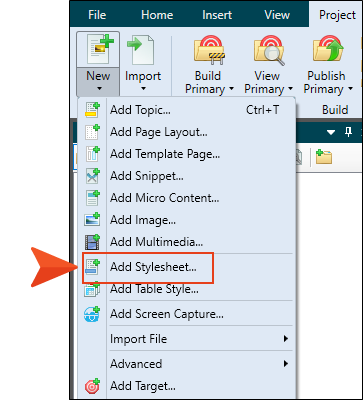 File Home Insert View Project
New Import Build Primary View Primary Publish Primary
Build
Add Topic... Ctrl+T
Add Page Layout...
Add Template Page...
Add Snippet...
Add Micro Content...
Add Image...
Add Multimedia...
Add Stylesheet...
Add Table Style...
Add Screen Capture...
Import File
Advanced
Add Target...